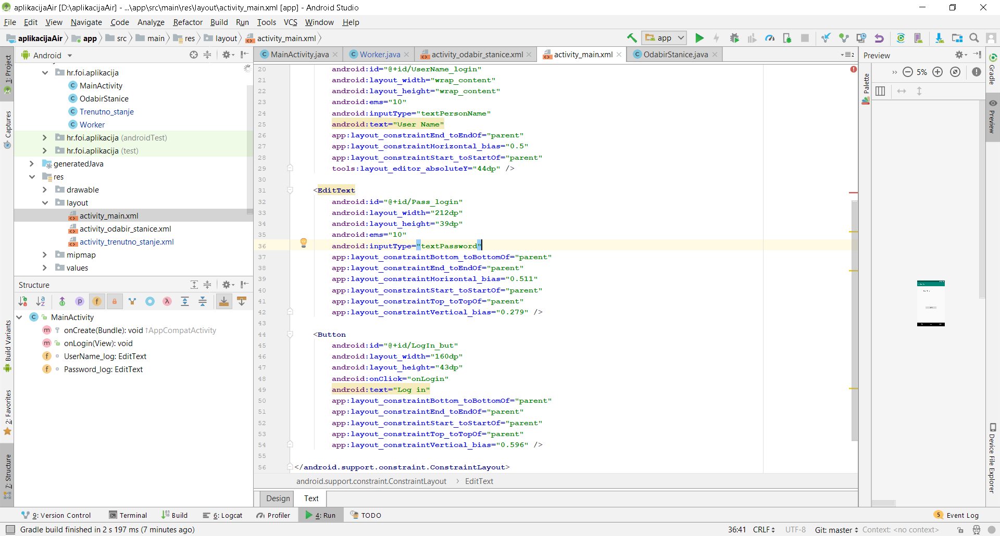 aplikacijaAir [D:\aplikacijaAir] - ...\app\src\main\res\layout\activity_main.xml [app] - Android Studio
File Edit View Navigate Code Analyze Refactor Build Run Tools VCS Window Help
aplikacijaAir app src main res layout activity_main.xml
app
Android
MainActivity.java Worker.java activity_odabir_stanice.xml activity_main.xml OdabirStanice.java
2
Preview
1: Project
Captures
Build Variants
2: Favorites
7: Structure
hr.foi.aplikacija
MainActivity
OdabirStanice
Trenutno_stanje
Worker
hr.foi.aplikacija (androidTest)
hr.foi.aplikacija (test)
generatedJava
res
drawable
layout
activity_main.xml
activity_odabir_stanice.xml
activity_trenutno_stanje.xml
mipmap
values
Structure
MainActivity
onCreate(Bundle): void ↑AppCompatActivity
onLogin(View): void
UserName_log: EditText
Password_log: EditText
20 android:id="@+id/UserName_login"
21 android:layout_width="wrap_content"
22 android:layout_height="wrap_content"
23 android:ems="10"
24 android:inputType="textPersonName"
25 android:text="User Name"
26 app:layout_constraintEnd_toEndOf="parent"
27 app:layout_constraintHorizontal_bias="0.5"
28 app:layout_constraintStart_toStartOf="parent"
29 tools:layout_editor_absoluteY="44dp" />
30
31 <EditText
32 android:id="@+id/Pass_login"
33 android:layout_width="212dp"
34 android:layout_height="39dp"
35 android:ems="10"
36 android:inputType="textPassword"
37 app:layout_constraintBottom_toBottomOf="parent"
38 app:layout_constraintEnd_toEndOf="parent"
39 app:layout_constraintHorizontal_bias="0.511"
40 app:layout_constraintStart_toStartOf="parent"
41 app:layout_constraintTop_toTopOf="parent"
42 app:layout_constraintVertical_bias="0.279" />
43
44 <Button
45 android:id="@+id/LogIn_but"
46 android:layout_width="160dp"
47 android:layout_height="43dp"
48 android:onClick="onLogin"
49 android:text="Log in"
50 app:layout_constraintBottom_toBottomOf="parent"
51 app:layout_constraintEnd_toEndOf="parent"
52 app:layout_constraintStart_toStartOf="parent"
53 app:layout_constraintTop_toTopOf="parent"
54 app:layout_constraintVertical_bias="0.596" />
55
56 </android.support.constraint.ConstraintLayout>
android.support.constraint.ConstraintLayout › EditText
Design Text
Palette
5%
Gradle
Preview
Device File Explorer
9: Version Control Terminal Build 6: Logcat Profiler 4: Run TODO
5 Event Log
Gradle build finished in 2 s 197 ms (7 minutes ago)
36:41 CRLF UTF-8 Git: master Context: <no context>